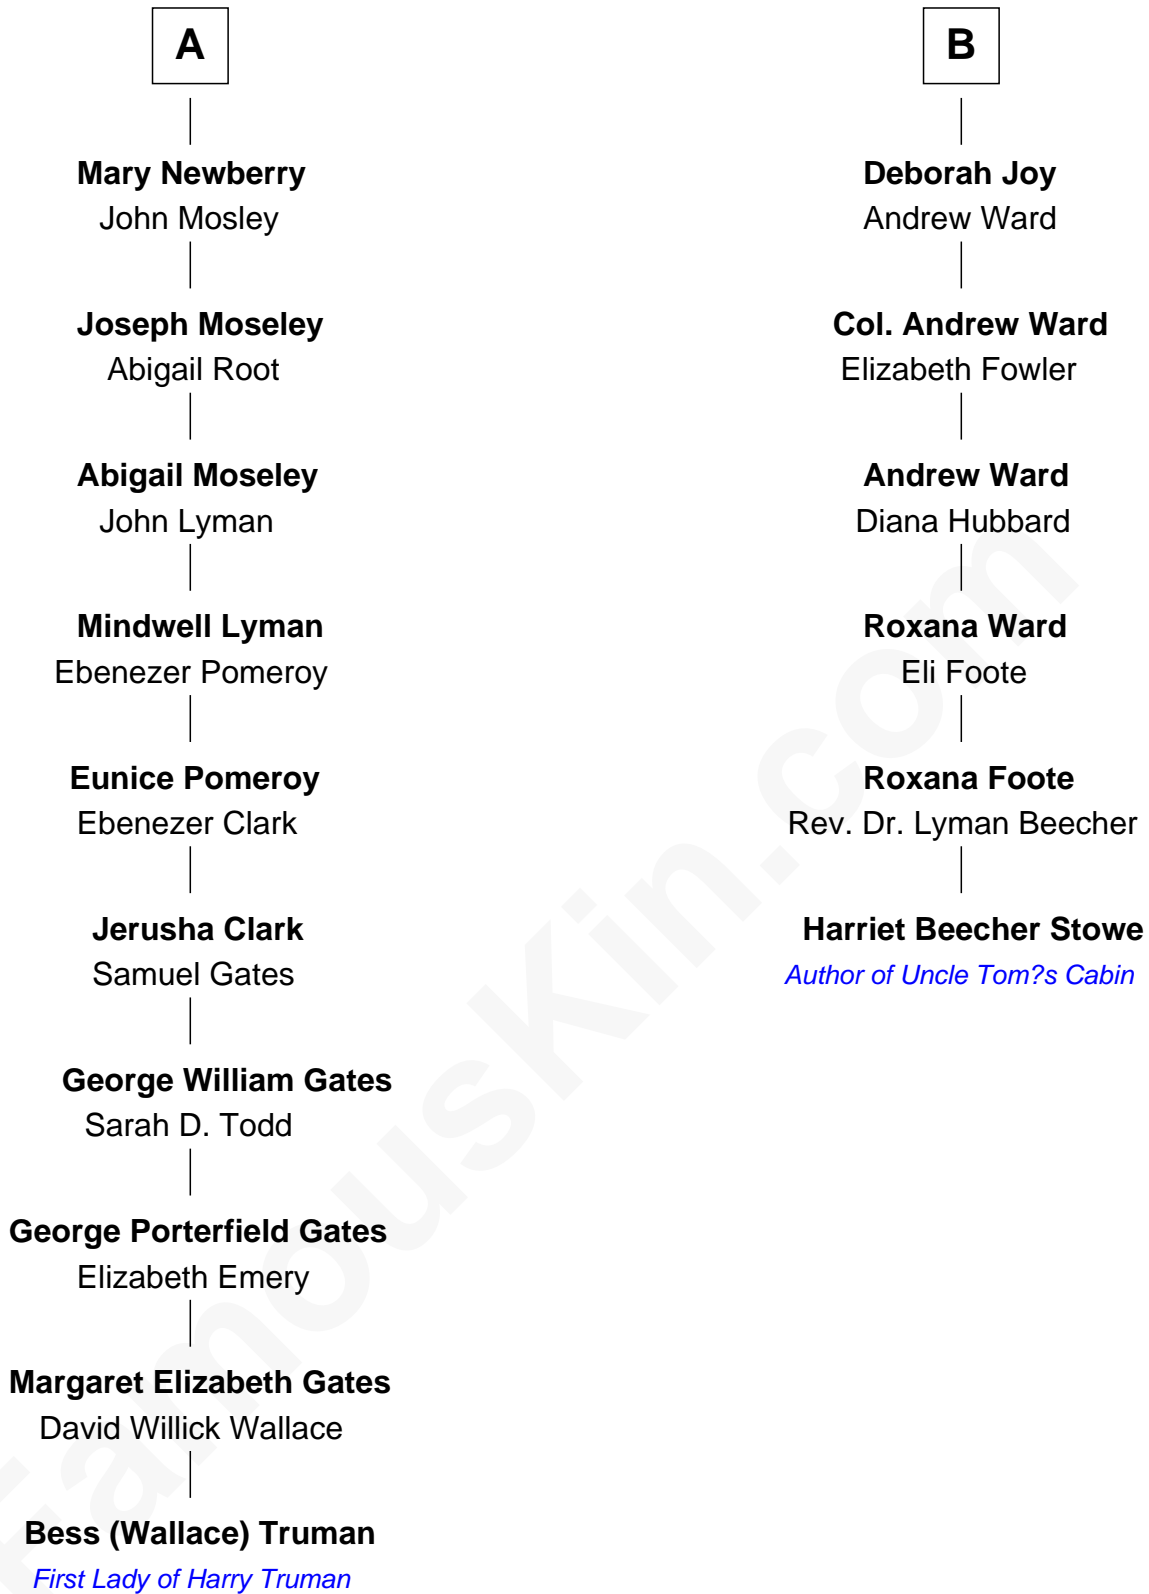 A
Mary Newberry
John Mosley
Joseph Moseley
Abigail Root
Abigail Moseley
John Lyman
Mindwell Lyman
Ebenezer Pomeroy
Eunice Pomeroy
Ebenezer Clark
Jerusha Clark
Samuel Gates
George William Gates
Sarah D. Todd
George Porterfield Gates
Elizabeth Emery
Margaret Elizabeth Gates
David Willick Wallace
Bess (Wallace) Truman
First Lady of Harry Truman
B
Deborah Joy
Andrew Ward
Col. Andrew Ward
Elizabeth Fowler
Andrew Ward
Diana Hubbard
Roxana Ward
Eli Foote
Roxana Foote
Rev. Dr. Lyman Beecher
Harriet Beecher Stowe
Author of Uncle Tom?s Cabin
FamousKin.com